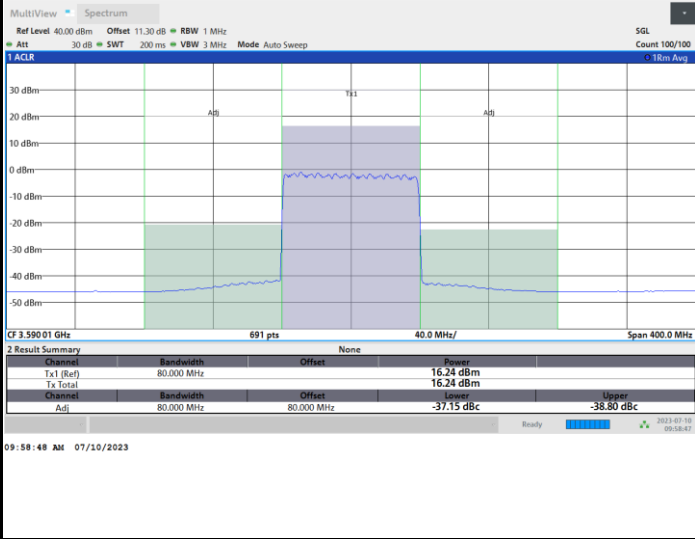 MultiView Spectrum
Ref Level 40.00 dBm Offset 11.30 dB RBW 1 MHz SGL
Att 30 dB SWT 200 ms VBW 3 MHz Mode Auto Sweep Count 100/100
1 ACLR 1Rm Avg
Tx1
Adj Adj
30 dBm
20 dBm
10 dBm
0 dBm
-10 dBm
-20 dBm
-30 dBm
-40 dBm
-50 dBm
CF 3.590 01 GHz 691 pts 40.0 MHz/ Span 400.0 MHz
2 Result Summary None
Channel Bandwidth Offset Power
Tx1 (Ref) 80.000 MHz 16.24 dBm
Tx Total 16.24 dBm
Channel Bandwidth Offset Lower Upper
Adj 80.000 MHz 80.000 MHz -37.15 dBc -38.80 dBc
Ready 2023-07-10
09:58:47
09:58:48 AM 07/10/2023